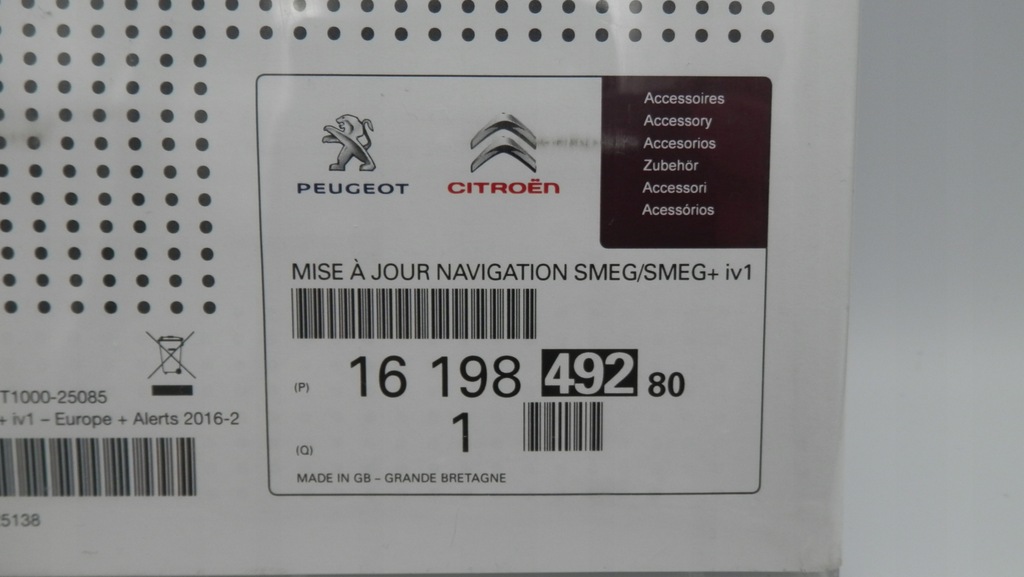 PEUGEOT
CITROËN
Accessoires
Accessory
Accesorios
Zubehör
Accessori
Acessórios
MISE À JOUR NAVIGATION SMEG/SMEG+ iv1
(P) 16 198 492 80
(Q) 1
MADE IN GB – GRANDE BRETAGNE
T1000-25085
+ iv1 – Europe + Alerts 2016-2
25138